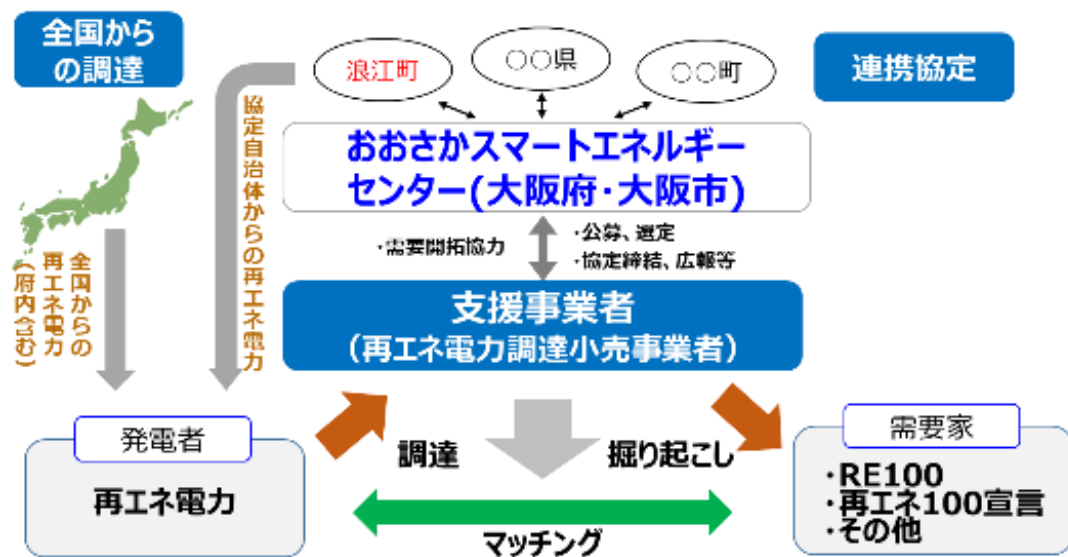 全国から
の調達
浪江町
○○県
○○町
連携協定
おおさかスマートエネルギー
センター(大阪府・大阪市)
協定自治体からの再エネ電力
全国からの
再エネ電力
(府内含む)
・需要開拓協力
・公募、選定
・協定締結、広報等
支援事業者
(再エネ電力調達小売事業者)
発電者
再エネ電力
調達
掘り起こし
マッチング
需要家
・RE100
・再エネ100宣言
・その他